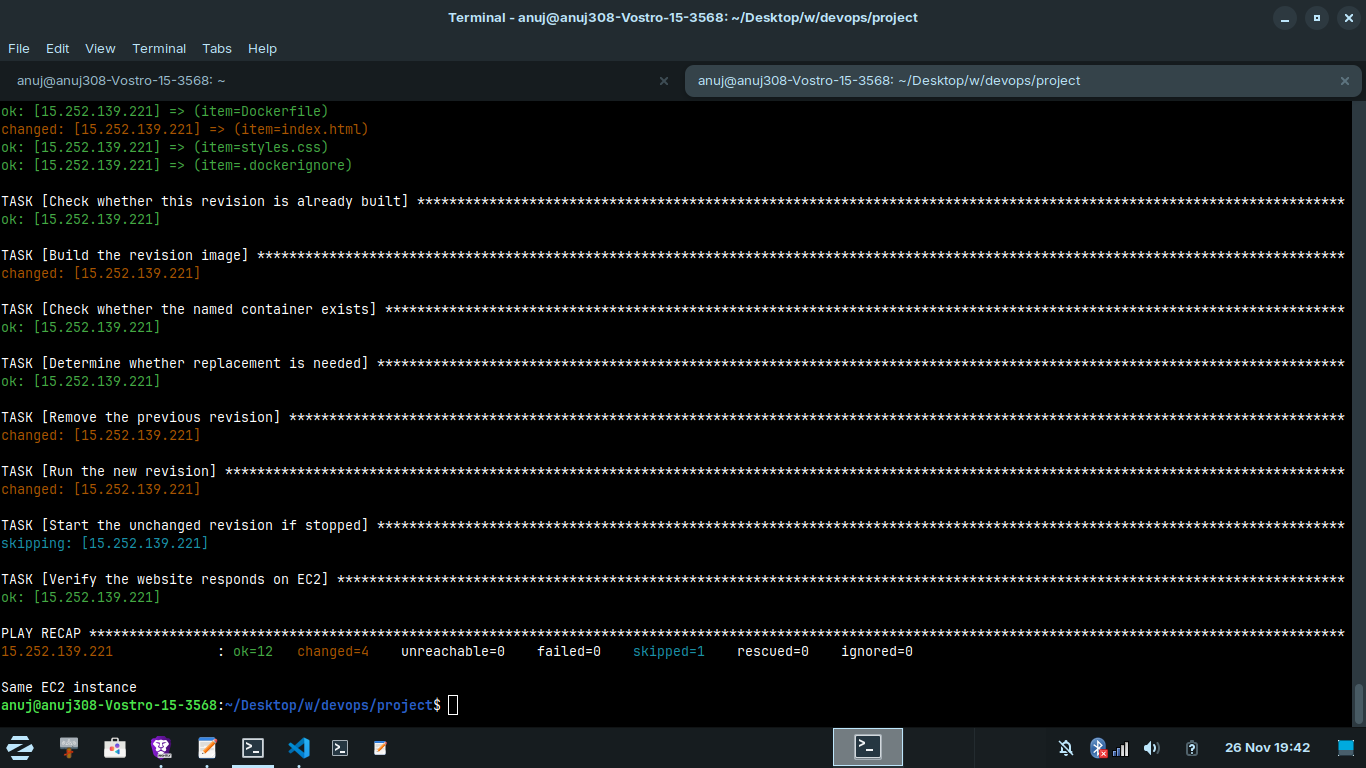 Terminal - anuj@anuj308-Vostro-15-3568: ~/Desktop/w/devops/project
File Edit View Terminal Tabs Help
anuj@anuj308-Vostro-15-3568: ~
anuj@anuj308-Vostro-15-3568: ~/Desktop/w/devops/project
ok: [15.252.139.221] => (item=Dockerfile)
changed: [15.252.139.221] => (item=index.html)
ok: [15.252.139.221] => (item=styles.css)
ok: [15.252.139.221] => (item=.dockerignore)
TASK [Check whether this revision is already built] ********************************************************************************************************************
ok: [15.252.139.221]
TASK [Build the revision image] ****************************************************************************************************************************************
changed: [15.252.139.221]
TASK [Check whether the named container exists] ************************************************************************************************************************
ok: [15.252.139.221]
TASK [Determine whether replacement is needed] *************************************************************************************************************************
ok: [15.252.139.221]
TASK [Remove the previous revision] ************************************************************************************************************************************
changed: [15.252.139.221]
TASK [Run the new revision] ********************************************************************************************************************************************
changed: [15.252.139.221]
TASK [Start the unchanged revision if stopped] *************************************************************************************************************************
skipping: [15.252.139.221]
TASK [Verify the website responds on EC2] ******************************************************************************************************************************
ok: [15.252.139.221]
PLAY RECAP *************************************************************************************************************************************************************
15.252.139.221             : ok=12   changed=4    unreachable=0    failed=0    skipped=1    rescued=0    ignored=0
Same EC2 instance
anuj@anuj308-Vostro-15-3568:~/Desktop/w/devops/project$
26 Nov 19:42